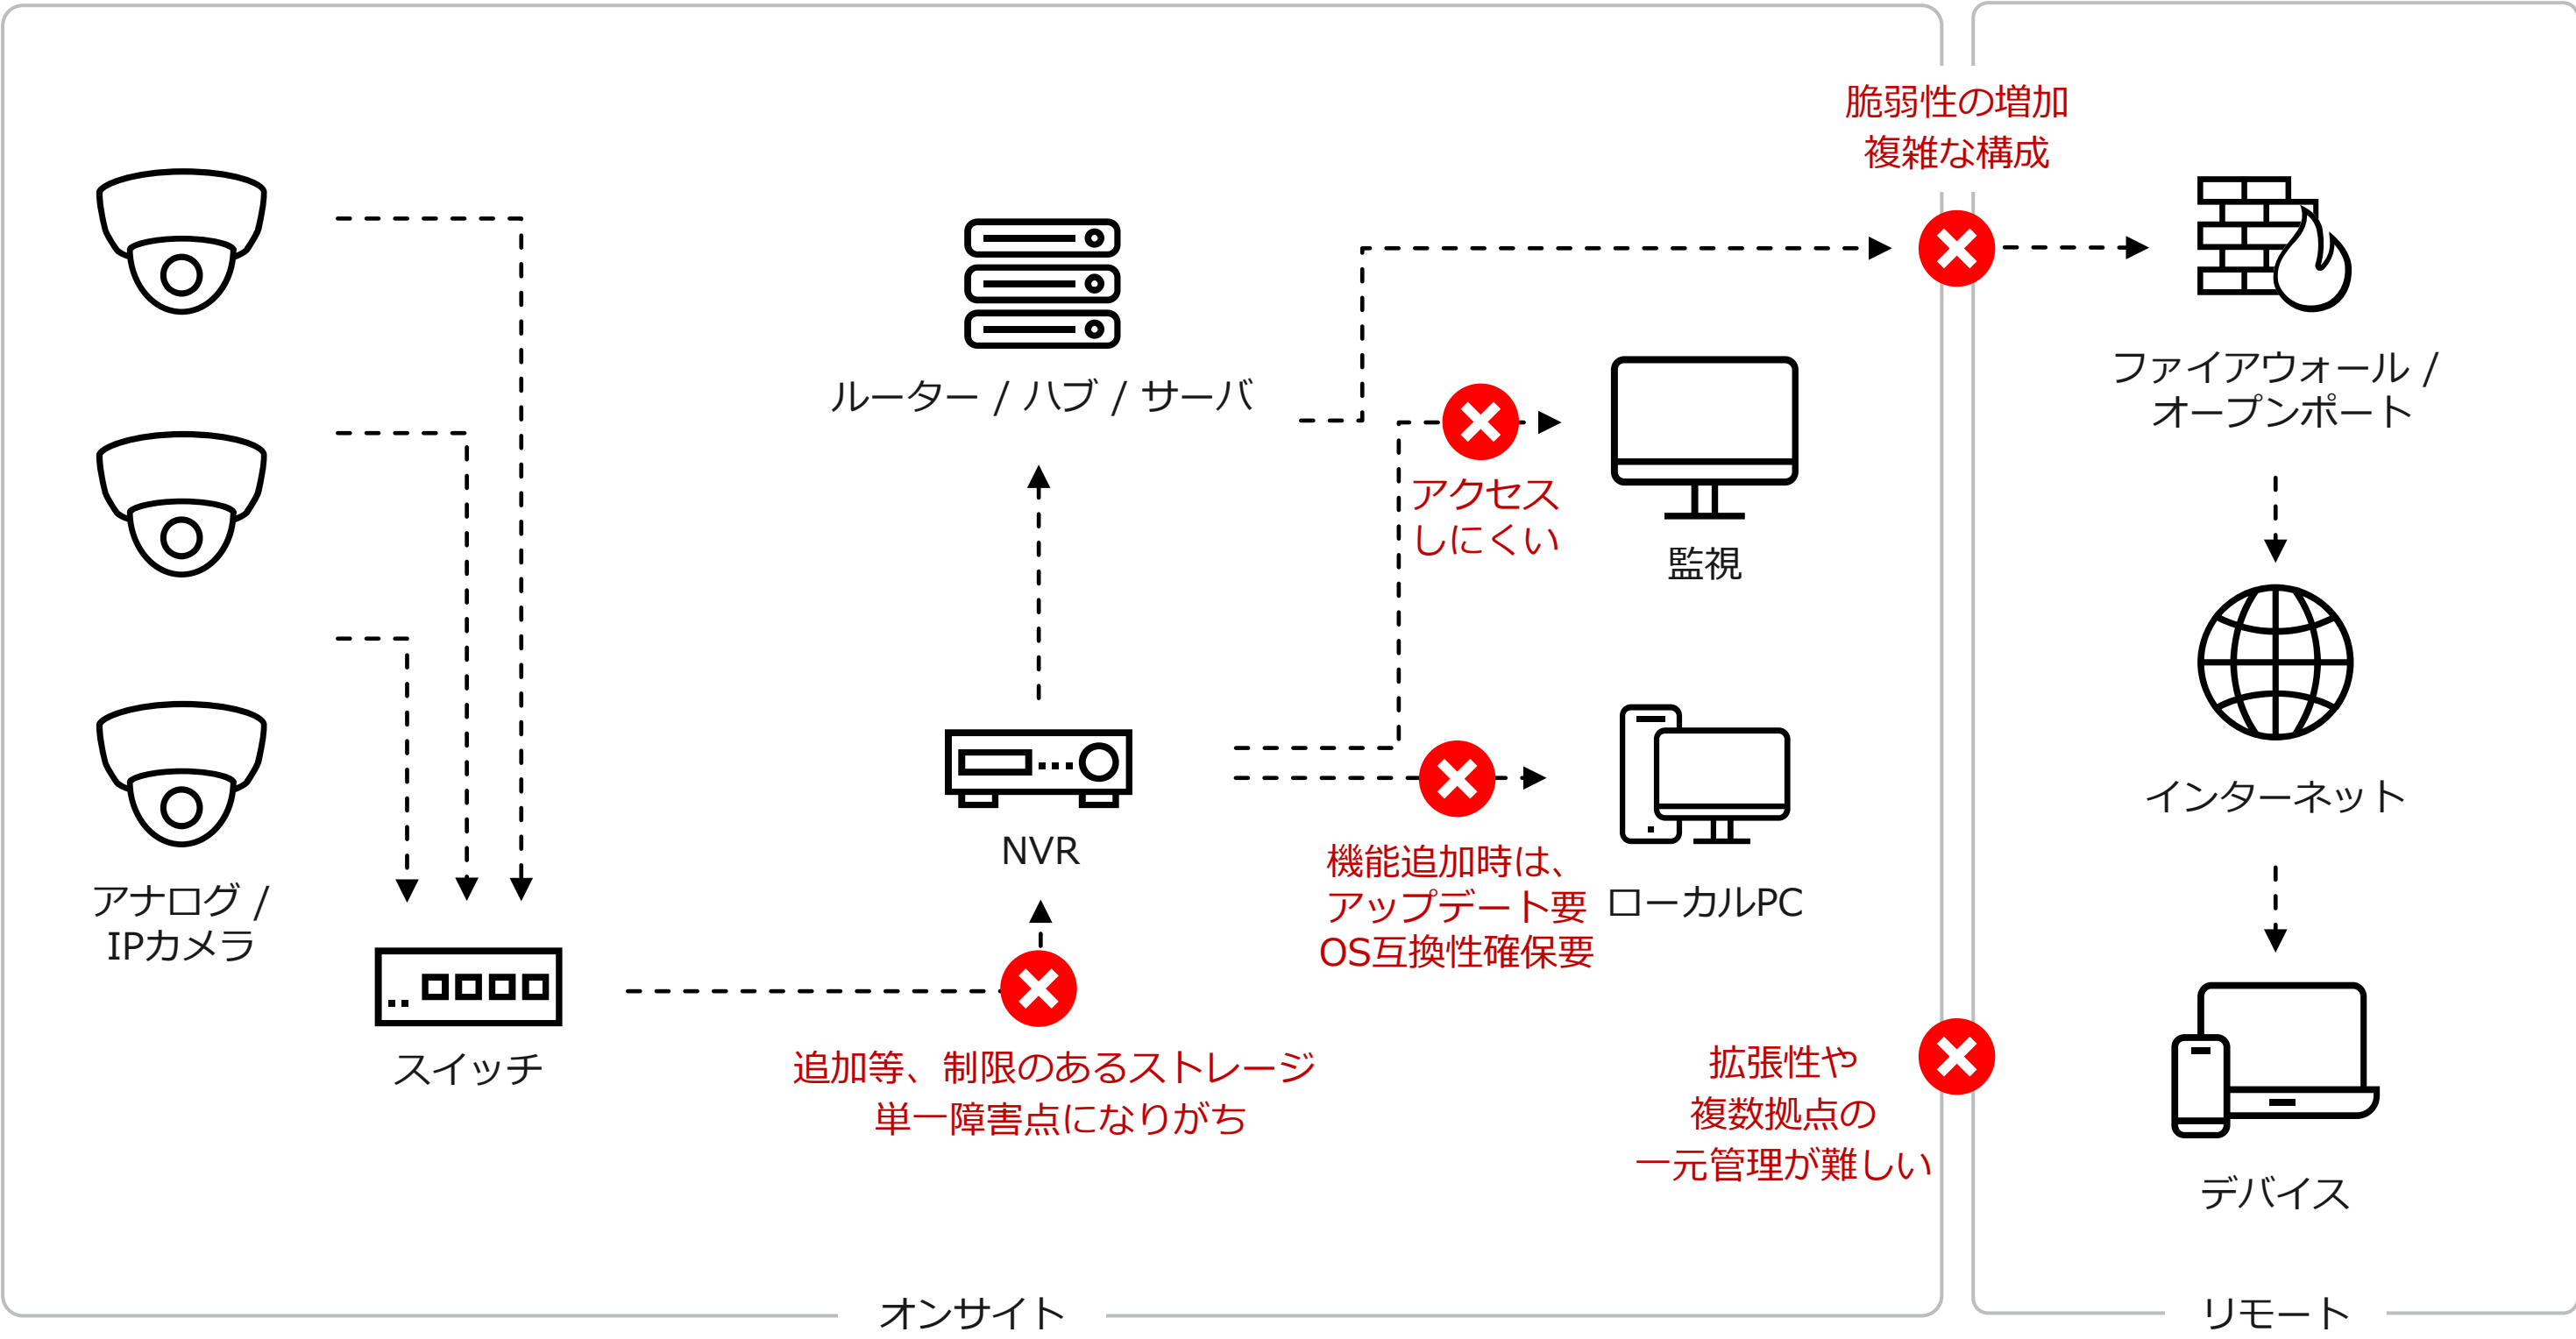 脆弱性の増加
複雑な構成
ルーター / ハブ / サーバ
ファイアウォール /
オープンポート
アクセス
しにくい
監視
インターネット
NVR
機能追加時は、
アップデート要
OS互換性確保要
ローカルPC
アナログ /
IPカメラ
スイッチ
追加等、制限のあるストレージ
単一障害点になりがち
拡張性や
複数拠点の
一元管理が難しい
デバイス
オンサイト
リモート